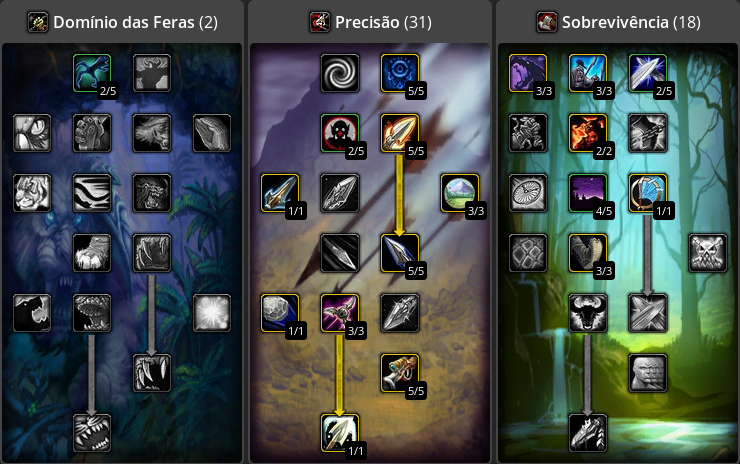 Domínio das Feras (2) Precisão (31) Sobrevivência (18)
2/5 5/5 3/3 3/3 2/5
2/5 5/5 2/2
1/1 3/3 4/5 1/1
5/5 3/3
1/1 3/3
5/5
1/1